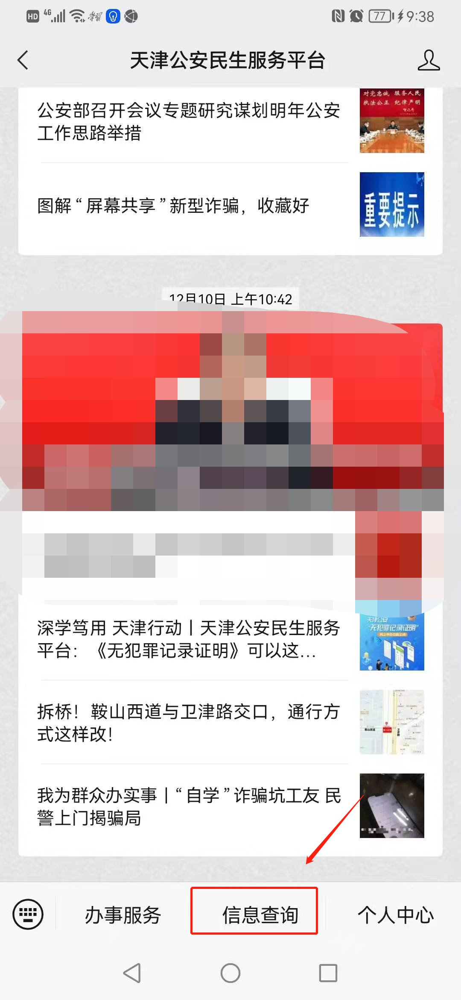 HD 4G 学習 77 9:38
天津公安民生服务平台
公安部召开会议专题研究谋划明年公安
工作思路举措
对党忠诚 服务人民
执法公正 纪律严明
图解“屏幕共享”新型诈骗，收藏好
重要提示
12月10日 上午10:42
深学笃用 天津行动丨天津公安民生服务
平台：《无犯罪记录证明》可以这...
天津公安
“无犯罪记录证明”
拆桥！鞍山西道与卫津路交口，通行方
式这样改！
鞍山西道
卫津路
我为群众办实事丨“自学”诈骗坑工友 民
警上门揭骗局
办事服务
信息查询
个人中心